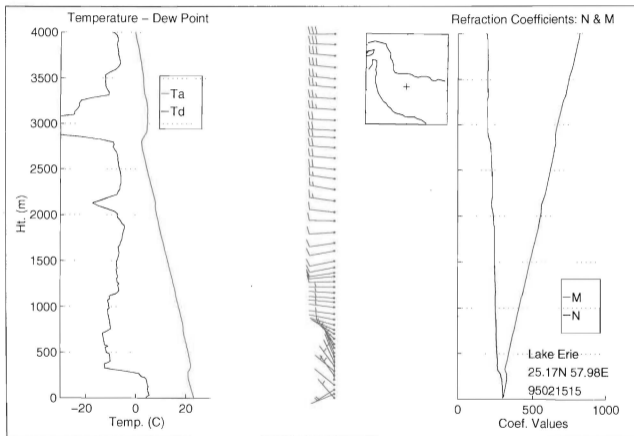 Temperature – Dew Point
Refraction Coefficients: N & M
4000
3500
3000
2500
2000
1500
1000
500
0
Ht. (m)
Ta
Td
−20
0
20
Temp. (C)
M
N
Lake Erie
25.17N 57.98E
95021515
0
500
1000
Coef. Values